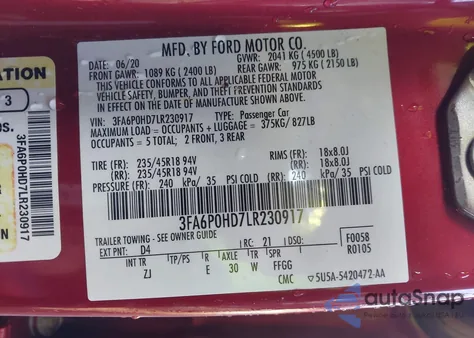 ATION
3
OS.
3FA6P0HD7LR230917
MFD. BY FORD MOTOR CO.
DATE: 06/20 GVWR: 2041 KG (4500 LB)
FRONT GAWR: 1089 KG (2400 LB) REAR GAWR: 975 KG (2150 LB)
THIS VEHICLE CONFORMS TO ALL APPLICABLE FEDERAL MOTOR
VEHICLE SAFETY, BUMPER, AND THEFT PREVENTION STANDARDS IN
EFFECT ON THE DATE OF MANUFACTURE SHOWN ABOVE.
VIN: 3FA6P0HD7LR230917 TYPE: Passenger Car
MAXIMUM LOAD = OCCUPANTS + LUGGAGE = 375KG/ 827LB
OCCUPANTS = 5 TOTAL; 2 FRONT, 3 REAR
TIRE (FR): 235/45R18 94V RIMS (FR): 18x8.0J
TIRE (RR): 235/45R18 94V RIMS (RR): 18x8.0J
PRESSURE (FR): 240 kPa/ 35 PSI COLD (RR): 240 kPa/ 35 PSI COLD
3FA6P0HD7LR230917
TRAILER TOWING - SEE OWNER GUIDE
EXT PNT: D4 RC: 21 DSO: F0058
INT TR TP/PS R AXLE TR SPR R0105
ZJ E 30 W FFGG
CMC 5U5A-5420472-AA
autoSnap